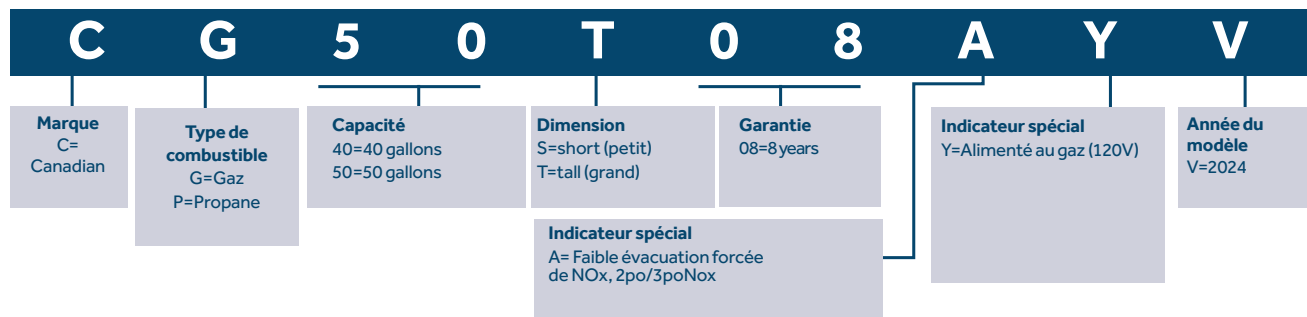 C G 5 0 T 0 8 A Y V
Marque
C=
Canadian
Type de
combustible
G=Gaz
P=Propane
Capacité
40=40 gallons
50=50 gallons
Dimension
S=short (petit)
T=tall (grand)
Garantie
08=8 years
Indicateur spécial
A= Faible évacuation forcée
de NOx, 2po/3poNox
Indicateur spécial
Y=Alimenté au gaz (120V)
Année du
modèle
V=2024